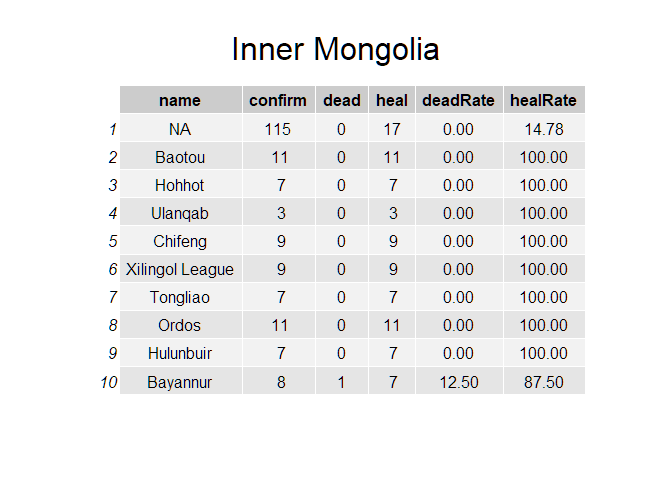 Inner Mongolia
name confirm dead heal deadRate healRate
1 NA 115 0 17 0.00 14.78
2 Baotou 11 0 11 0.00 100.00
3 Hohhot 7 0 7 0.00 100.00
4 Ulanqab 3 0 3 0.00 100.00
5 Chifeng 9 0 9 0.00 100.00
6 Xilingol League 9 0 9 0.00 100.00
7 Tongliao 7 0 7 0.00 100.00
8 Ordos 11 0 11 0.00 100.00
9 Hulunbuir 7 0 7 0.00 100.00
10 Bayannur 8 1 7 12.50 87.50